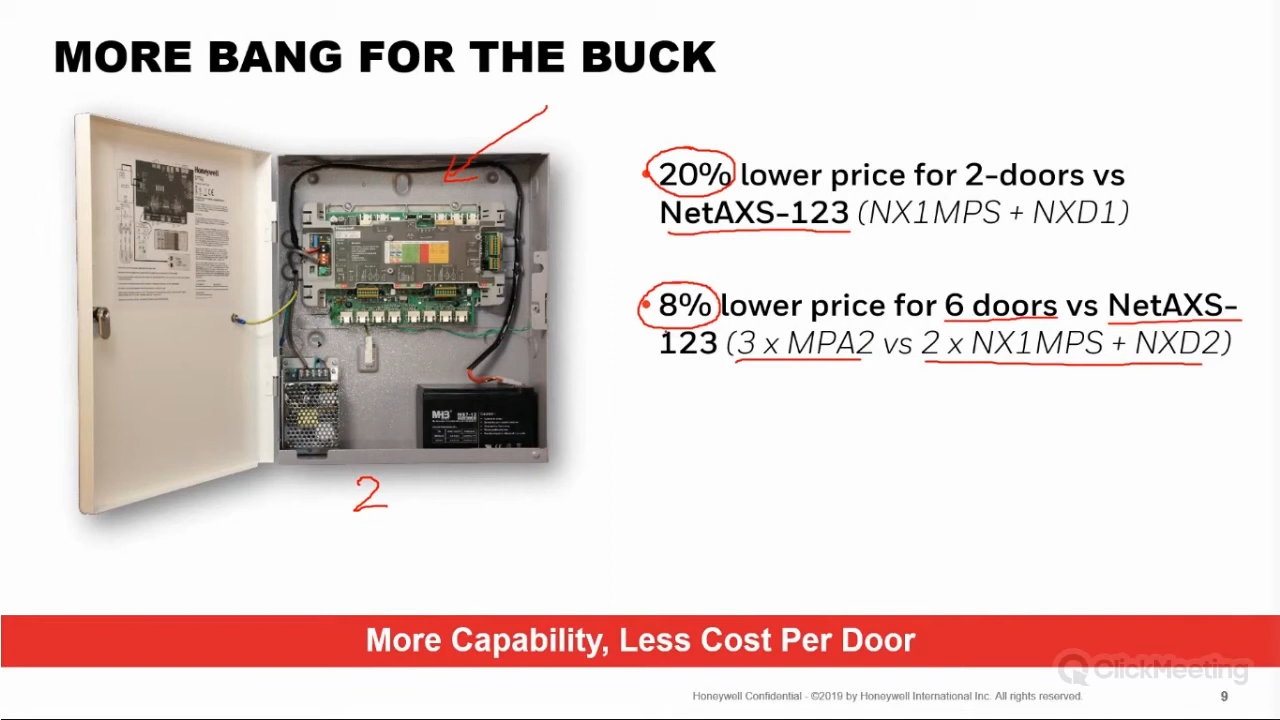 MORE BANG FOR THE BUCK
• 20% lower price for 2-doors vs
NetAXS-123 (NX1MPS + NXD1)
• 8% lower price for 6 doors vs NetAXS-
123 (3 x MPA2 vs 2 x NX1MPS + NXD2)
Honeywell
MHB
2
More Capability, Less Cost Per Door
ClickMeeting
Honeywell Confidential - ©2019 by Honeywell International Inc. All rights reserved.
9